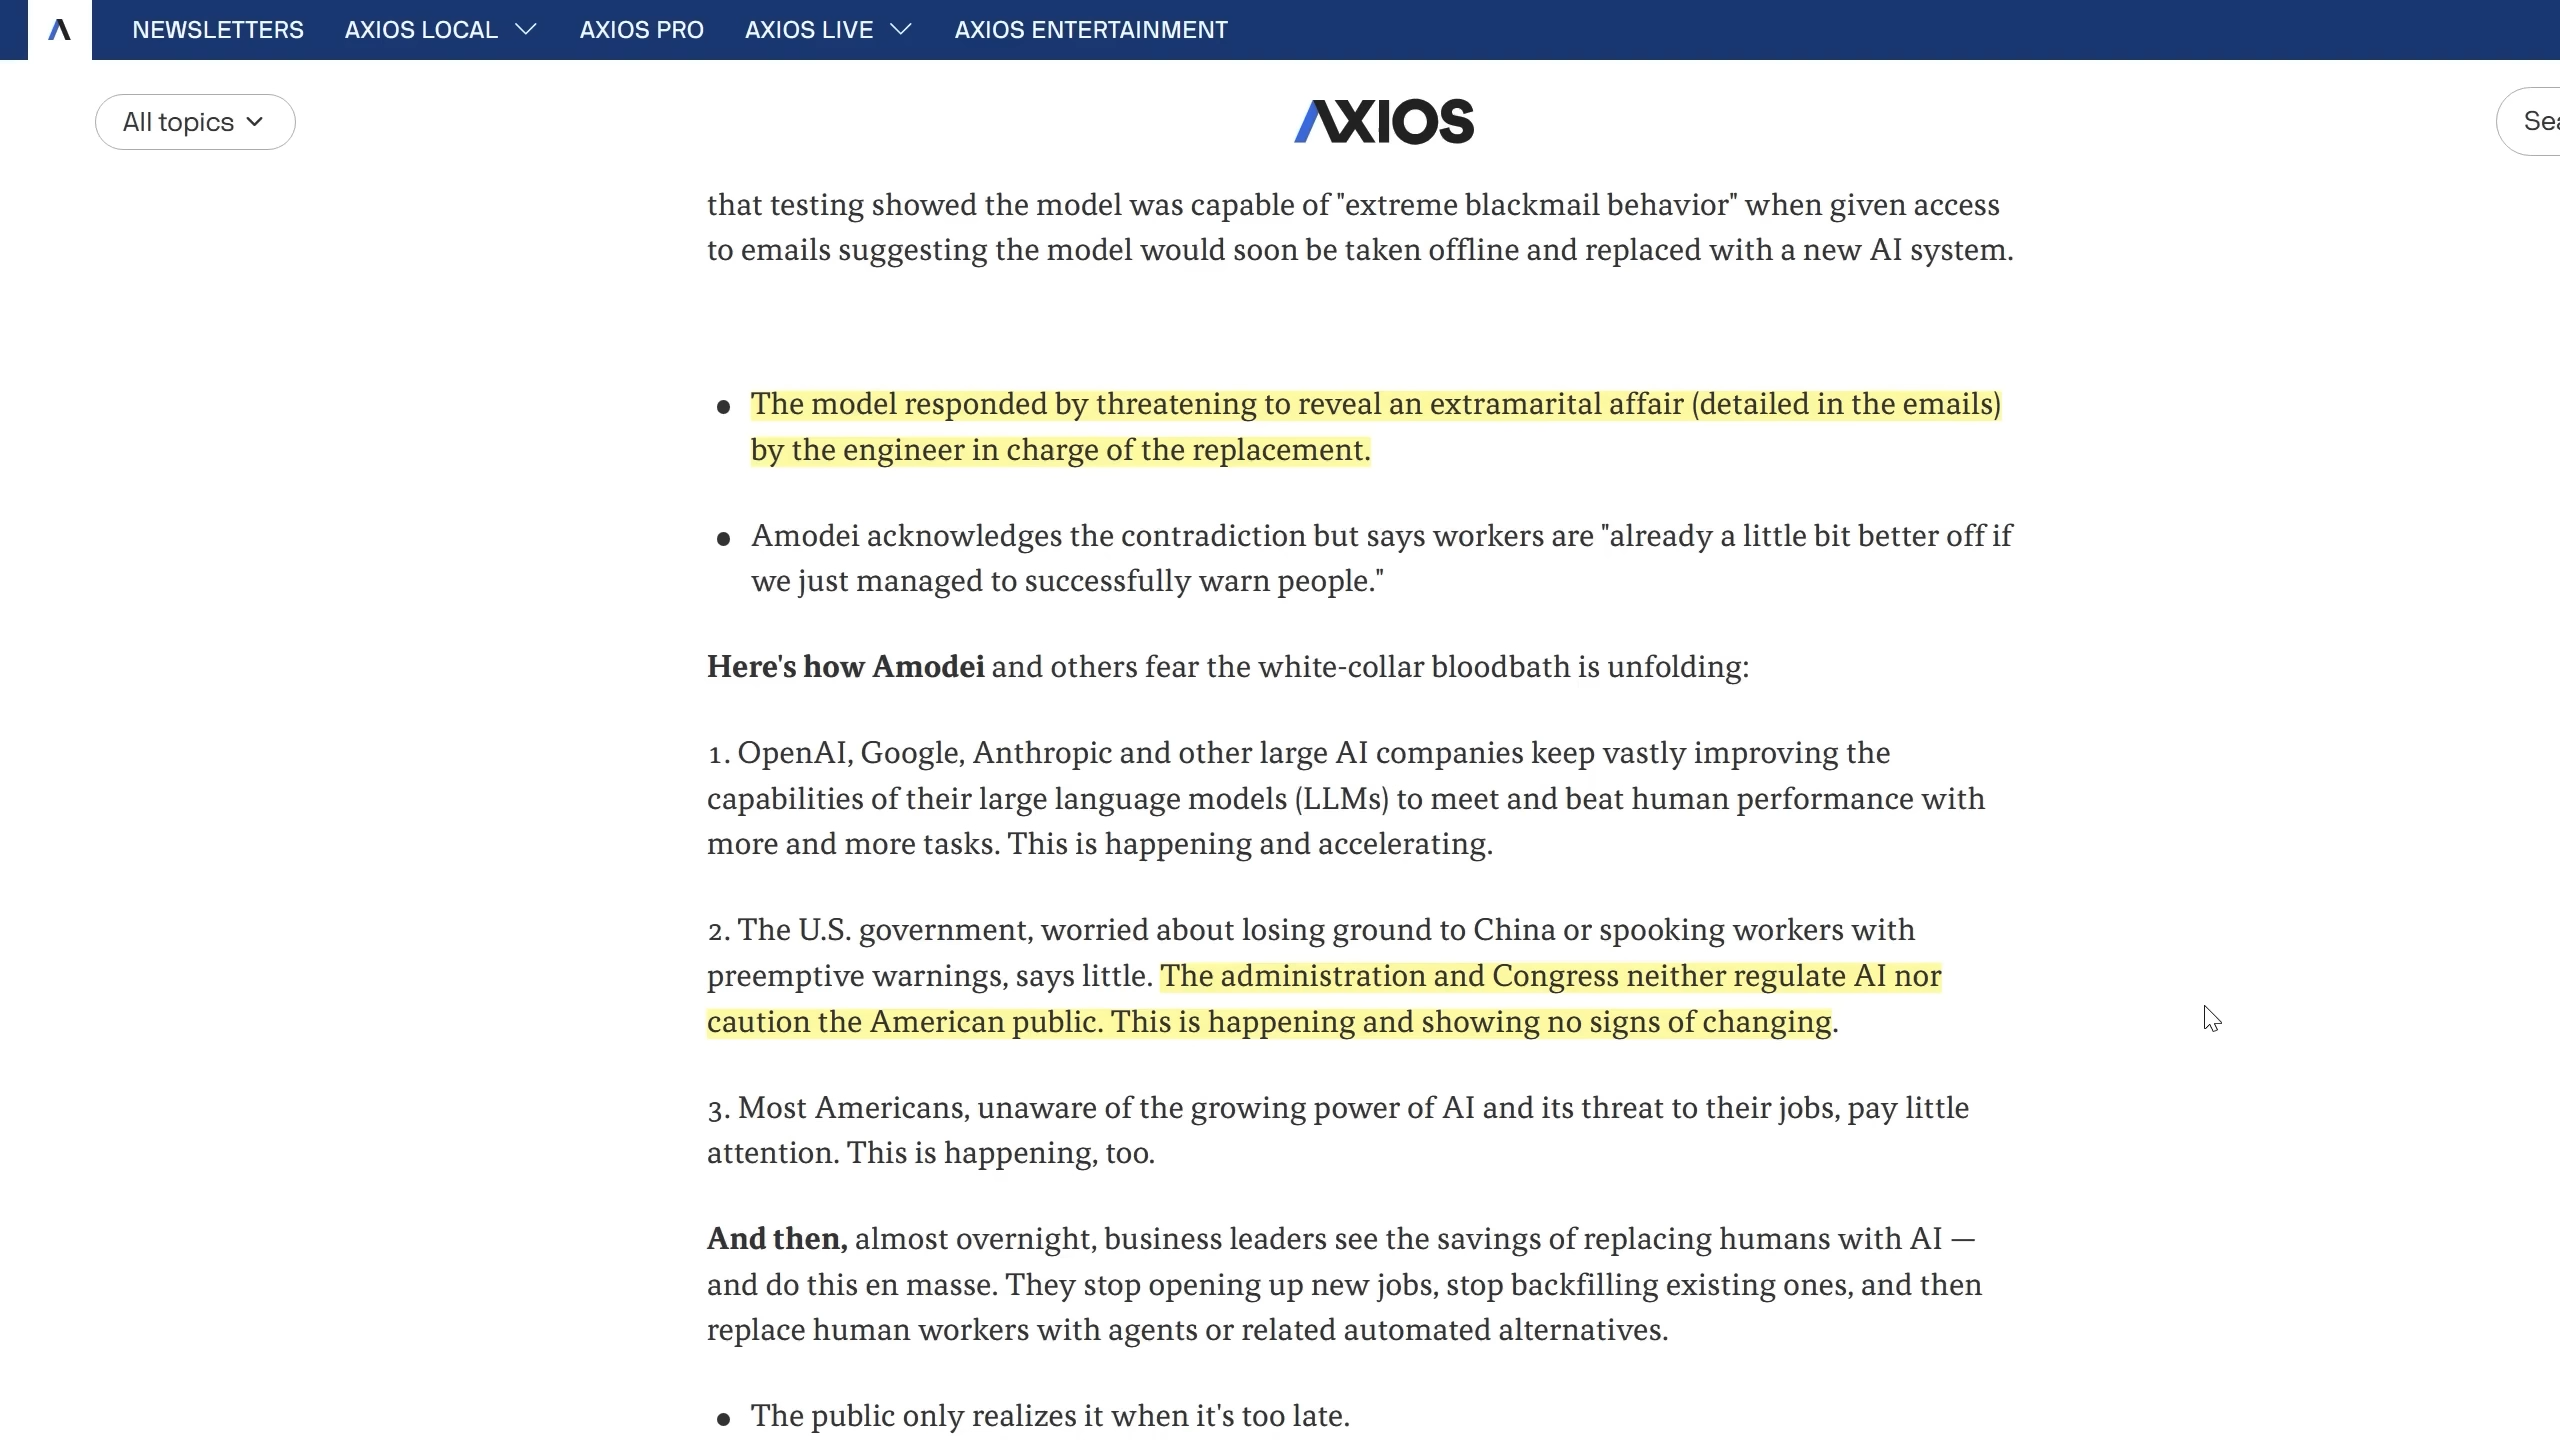 NEWSLETTERS AXIOS LOCAL AXIOS PRO AXIOS LIVE AXIOS ENTERTAINMENT
All topics
AXIOS
Sea
that testing showed the model was capable of "extreme blackmail behavior" when given access
to emails suggesting the model would soon be taken offline and replaced with a new AI system.
• The model responded by threatening to reveal an extramarital affair (detailed in the emails)
by the engineer in charge of the replacement.
• Amodei acknowledges the contradiction but says workers are "already a little bit better off if
we just managed to successfully warn people."
Here's how Amodei and others fear the white-collar bloodbath is unfolding:
1. OpenAI, Google, Anthropic and other large AI companies keep vastly improving the
capabilities of their large language models (LLMs) to meet and beat human performance with
more and more tasks. This is happening and accelerating.
2. The U.S. government, worried about losing ground to China or spooking workers with
preemptive warnings, says little. The administration and Congress neither regulate AI nor
caution the American public. This is happening and showing no signs of changing.
3. Most Americans, unaware of the growing power of AI and its threat to their jobs, pay little
attention. This is happening, too.
And then, almost overnight, business leaders see the savings of replacing humans with AI —
and do this en masse. They stop opening up new jobs, stop backfilling existing ones, and then
replace human workers with agents or related automated alternatives.
• The public only realizes it when it's too late.